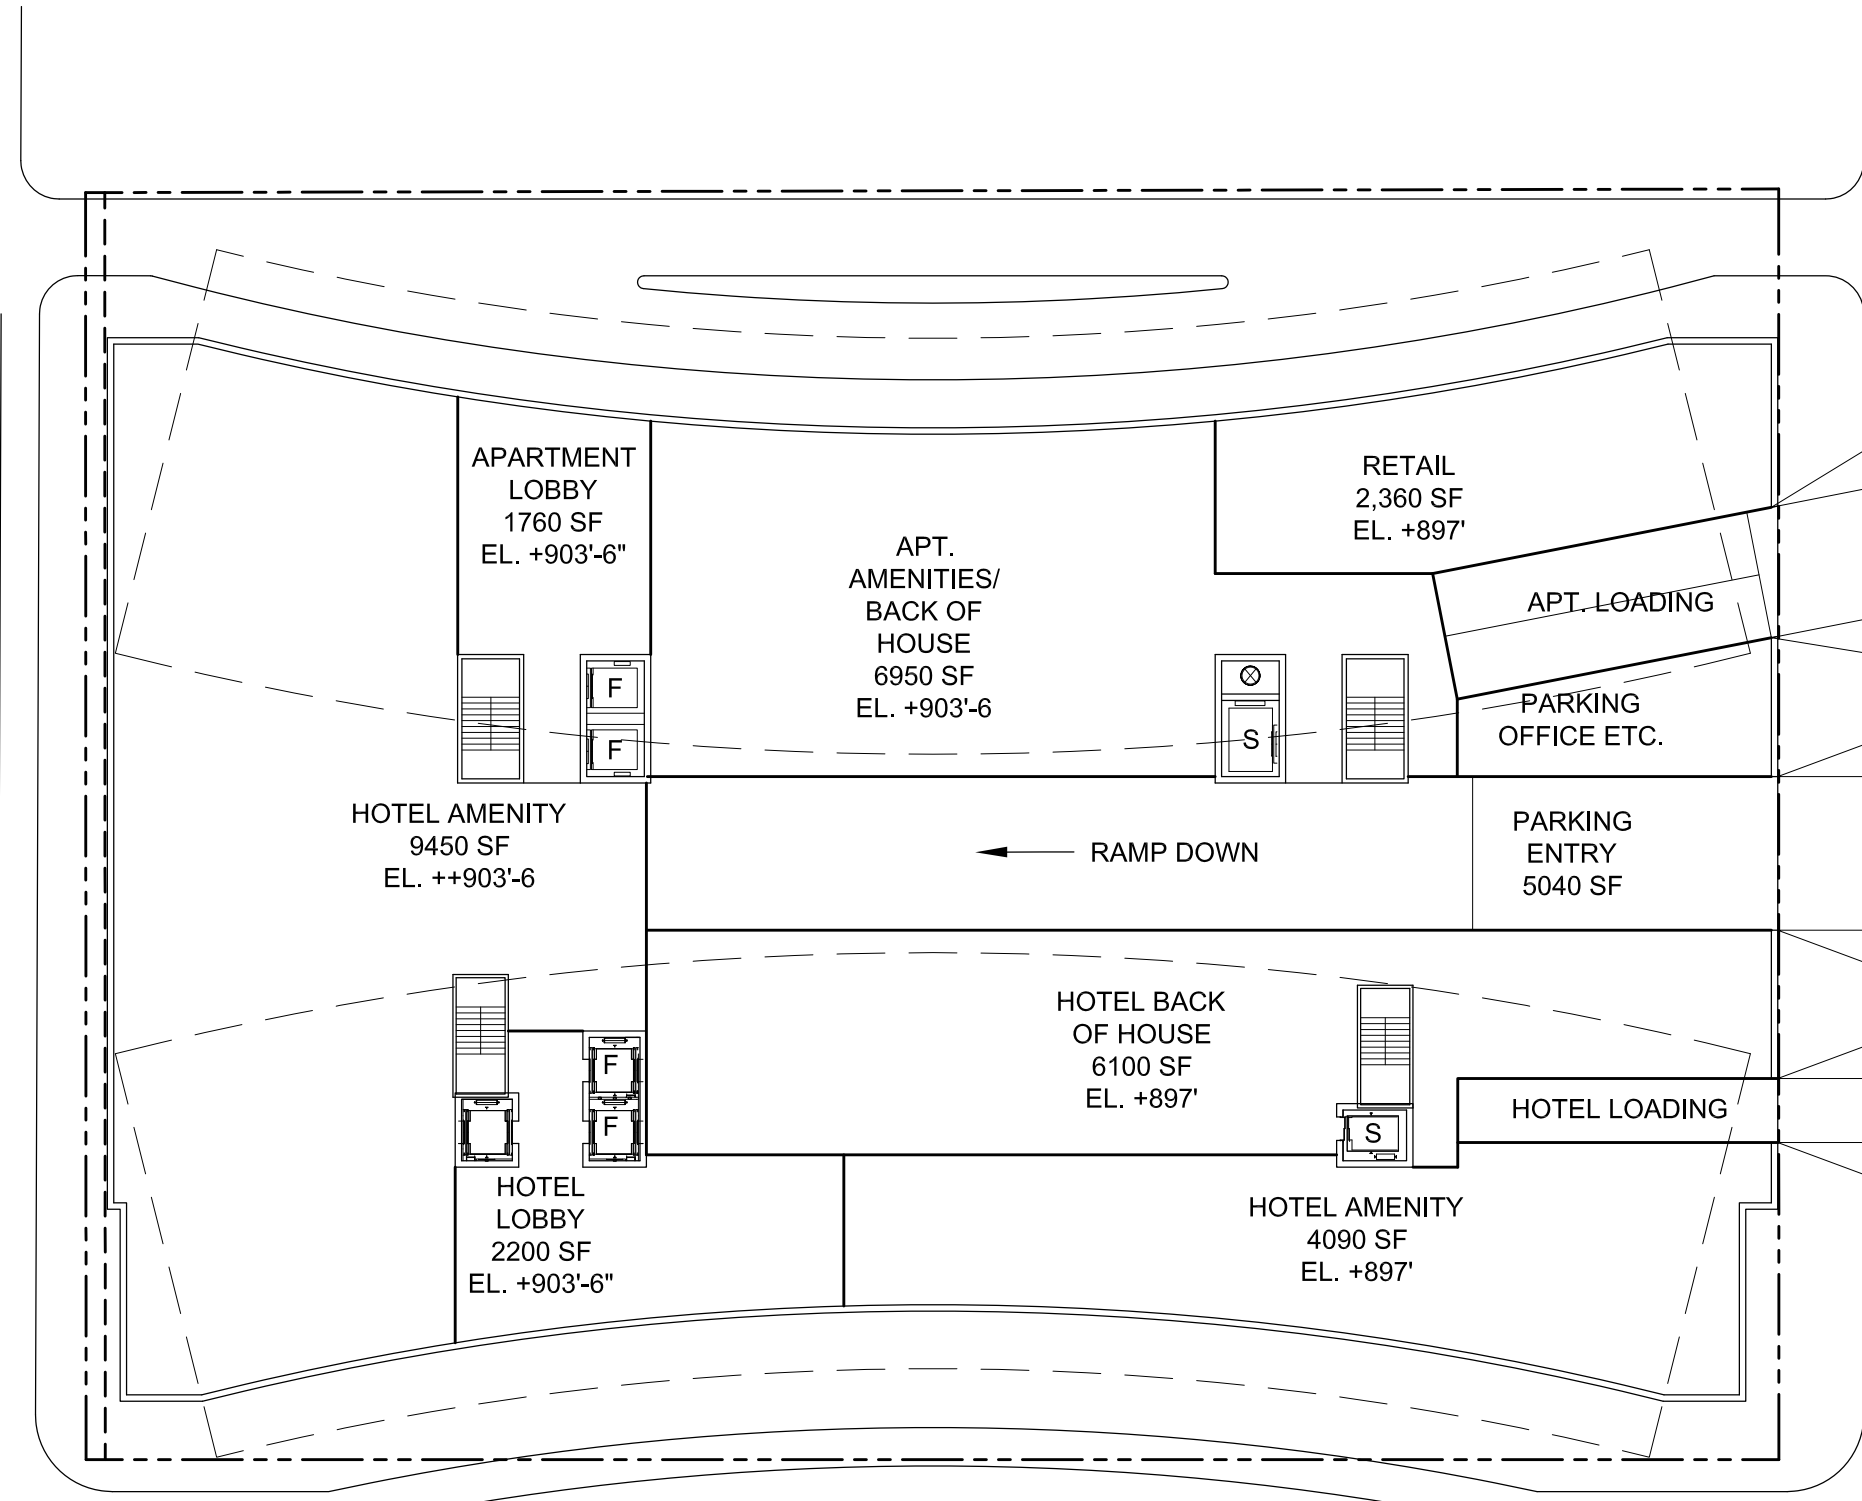 APARTMENT
LOBBY
1760 SF
EL. +903'-6"
RETAIL
2,360 SF
EL. +897'
APT.
AMENITIES/
BACK OF
HOUSE
6950 SF
EL. +903'-6
APT. LOADING
F
F
S
PARKING
OFFICE ETC.
HOTEL AMENITY
9450 SF
EL. ++903'-6
RAMP DOWN
PARKING
ENTRY
5040 SF
HOTEL BACK
OF HOUSE
6100 SF
EL. +897'
F
F
S
HOTEL LOADING
HOTEL
LOBBY
2200 SF
EL. +903'-6"
HOTEL AMENITY
4090 SF
EL. +897'